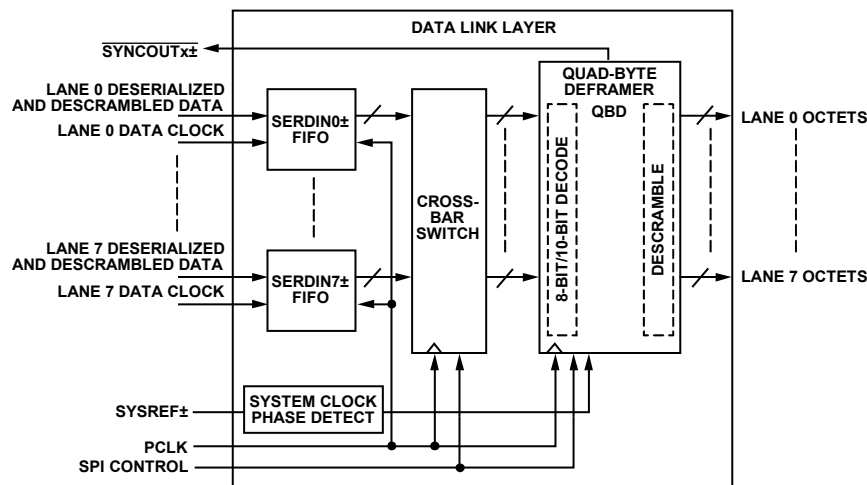 DATA LINK LAYER
SYNCOUTx±
LANE 0 DESERIALIZED
AND DESCRAMBLED DATA
LANE 0 DATA CLOCK
SERDIN0±
FIFO
LANE 7 DESERIALIZED
AND DESCRAMBLED DATA
LANE 7 DATA CLOCK
SERDIN7±
FIFO
CROSS-
BAR
SWITCH
QUAD-BYTE
DEFRAMER
QBD
8-BIT/10-BIT DECODE
DESCRAMBLE
LANE 0 OCTETS
LANE 7 OCTETS
SYSREF±
SYSTEM CLOCK
PHASE DETECT
PCLK
SPI CONTROL